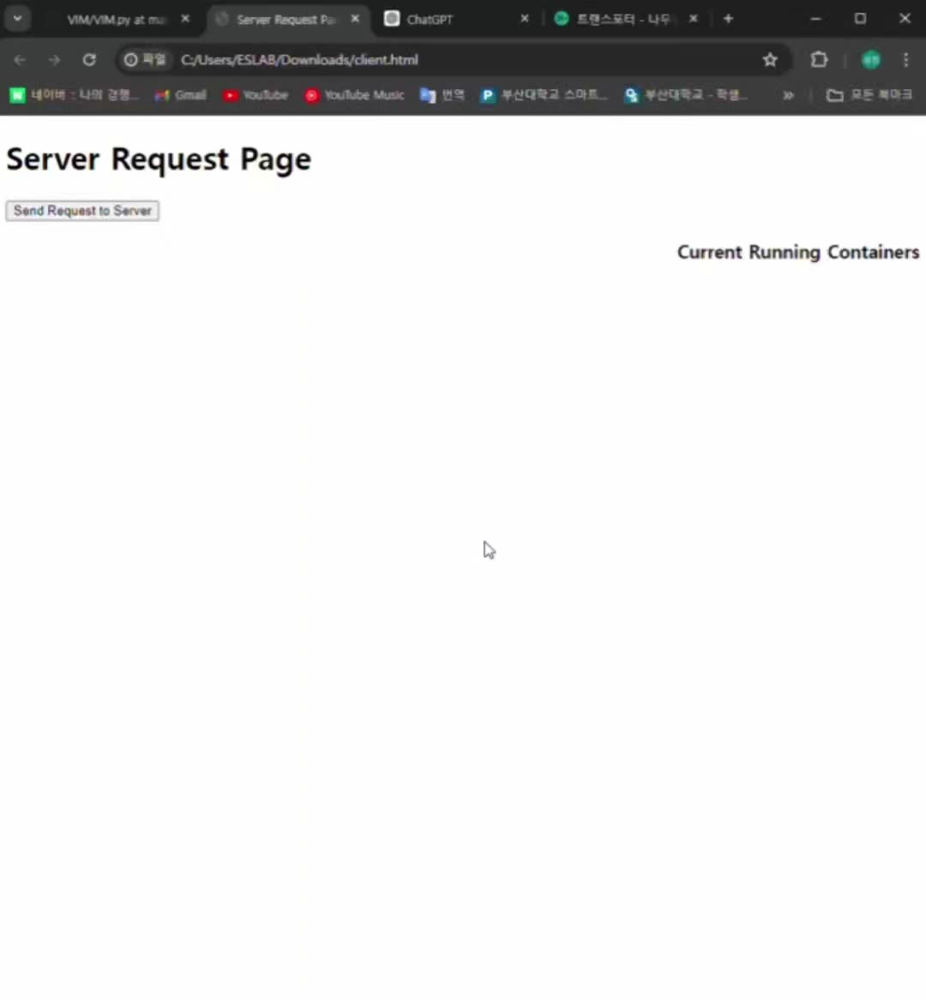 VIM/VIM.py at ma
Server Request Pa
ChatGPT
트랜스포터 - 나무
파일 C:/Users/ESLAB/Downloads/client.html
네이버 : 나의 경쟁... Gmail YouTube YouTube Music 번역 부산대학교 스마트... 부산대학교 - 학생... 모든 북마크
Server Request Page
Send Request to Server
Current Running Containers